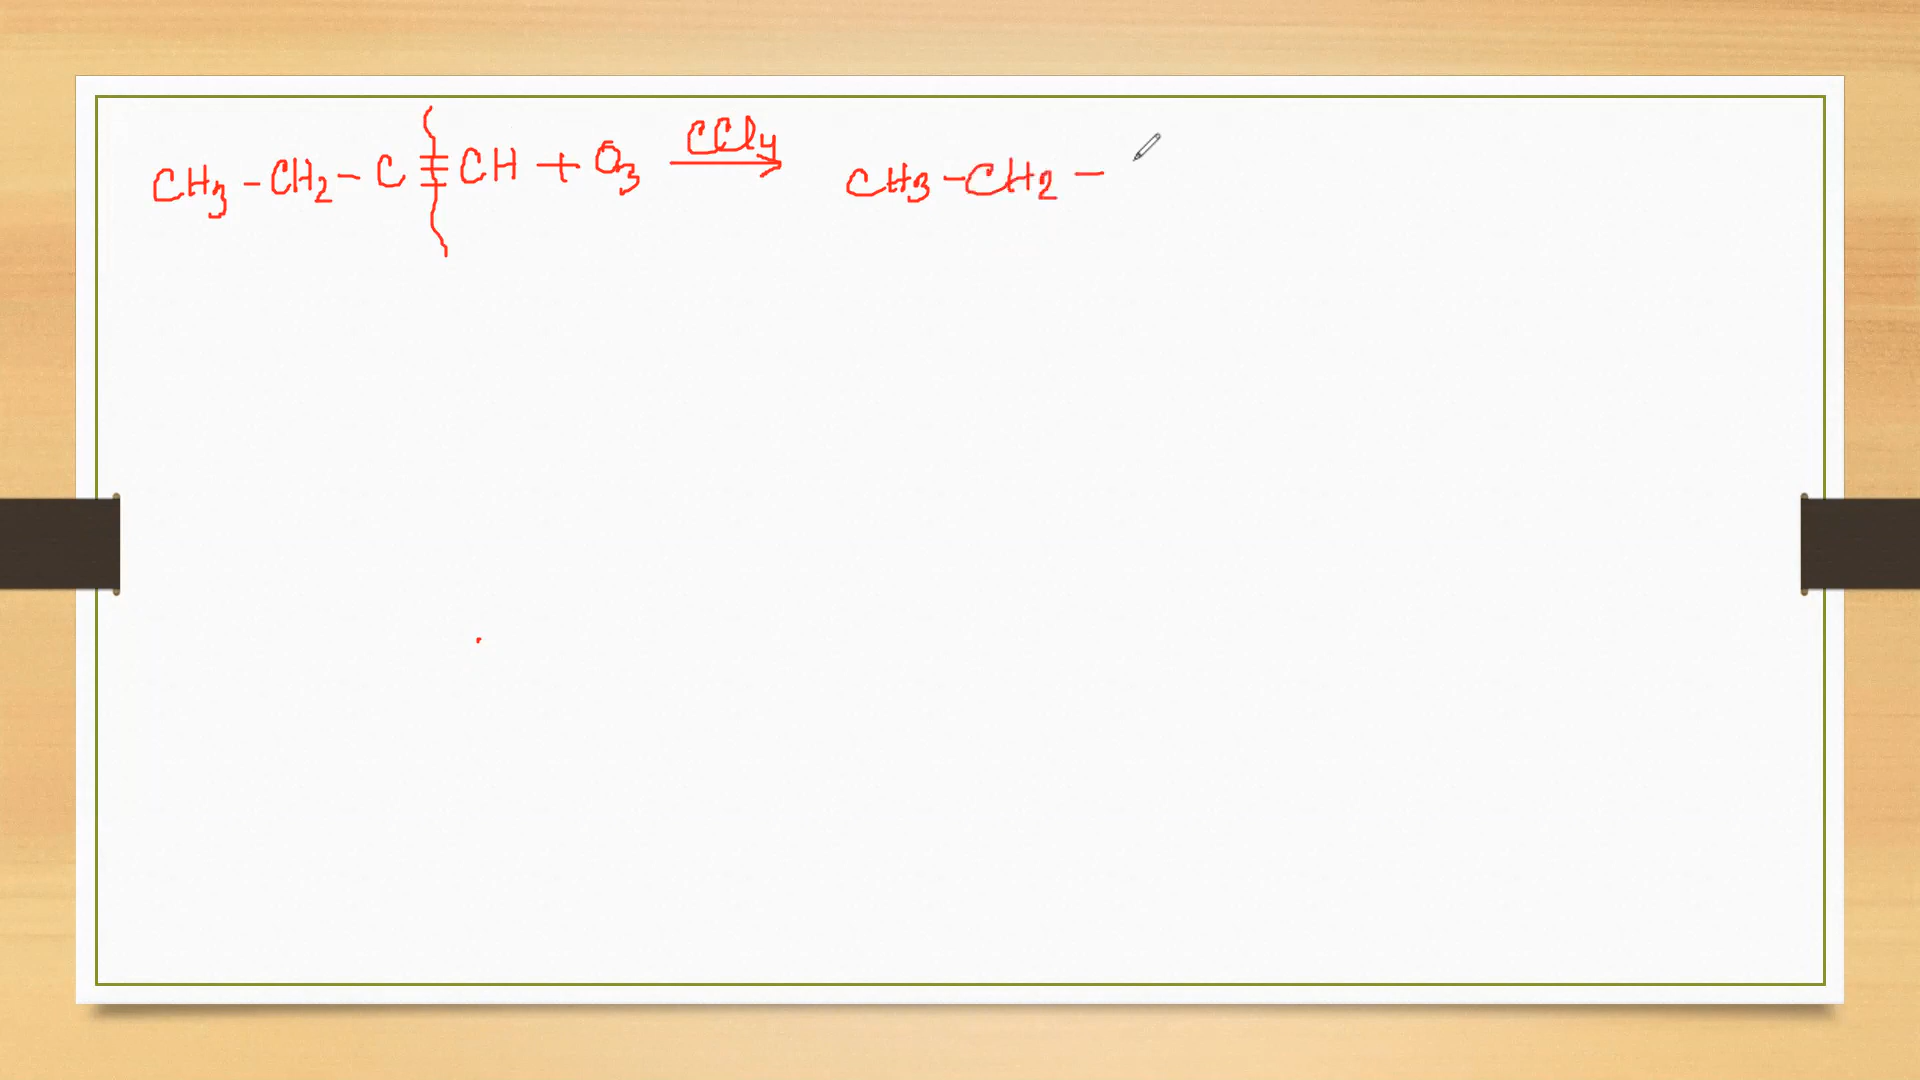 CH₃ - CH₂ - C ≡ CH + O₃ CCl₄ → CH₃ - CH₂ -